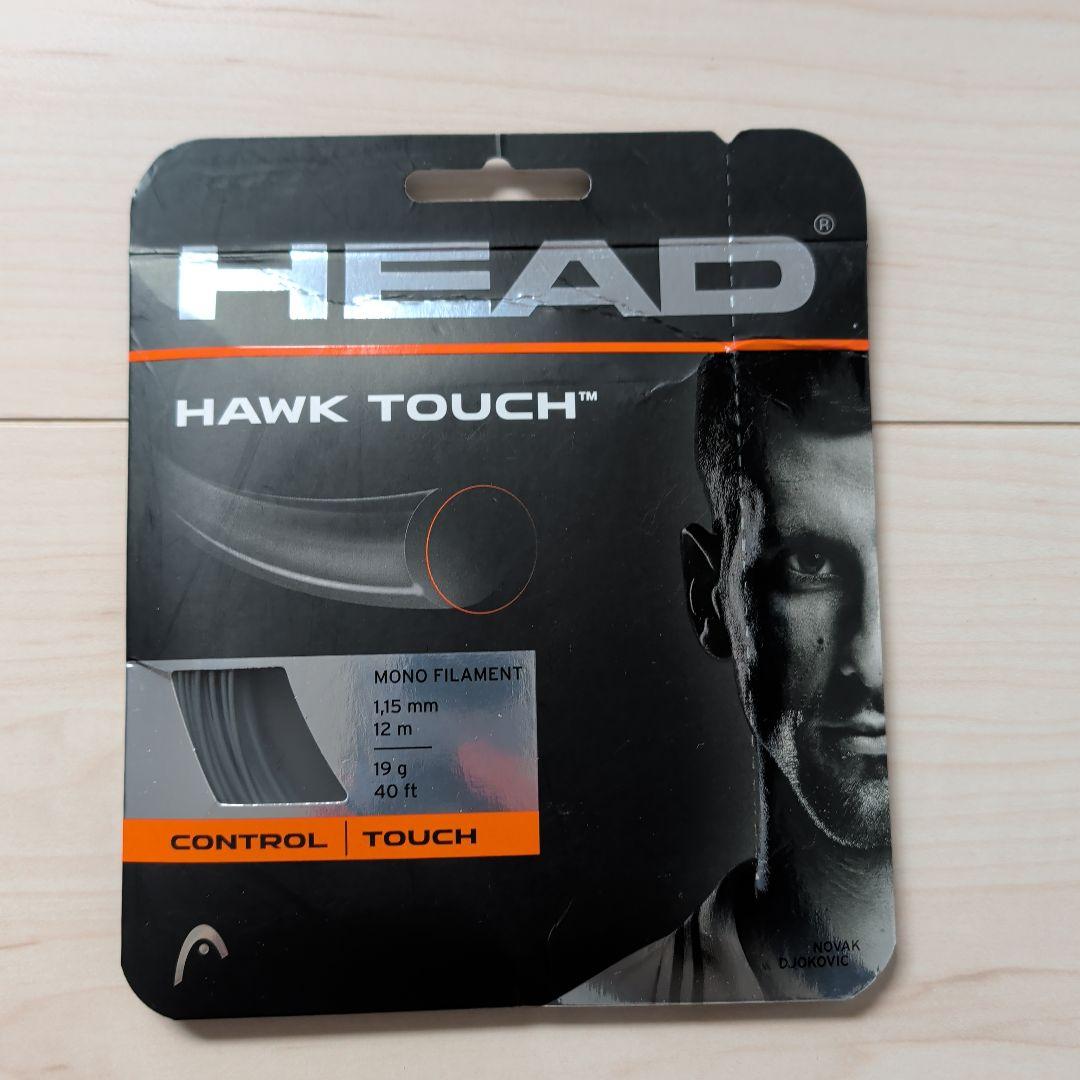 HEAD®
HAWK TOUCH™
MONO FILAMENT
1,15 mm
12 m
19 g
40 ft
CONTROL | TOUCH
NOVAK
DJOKOVIC